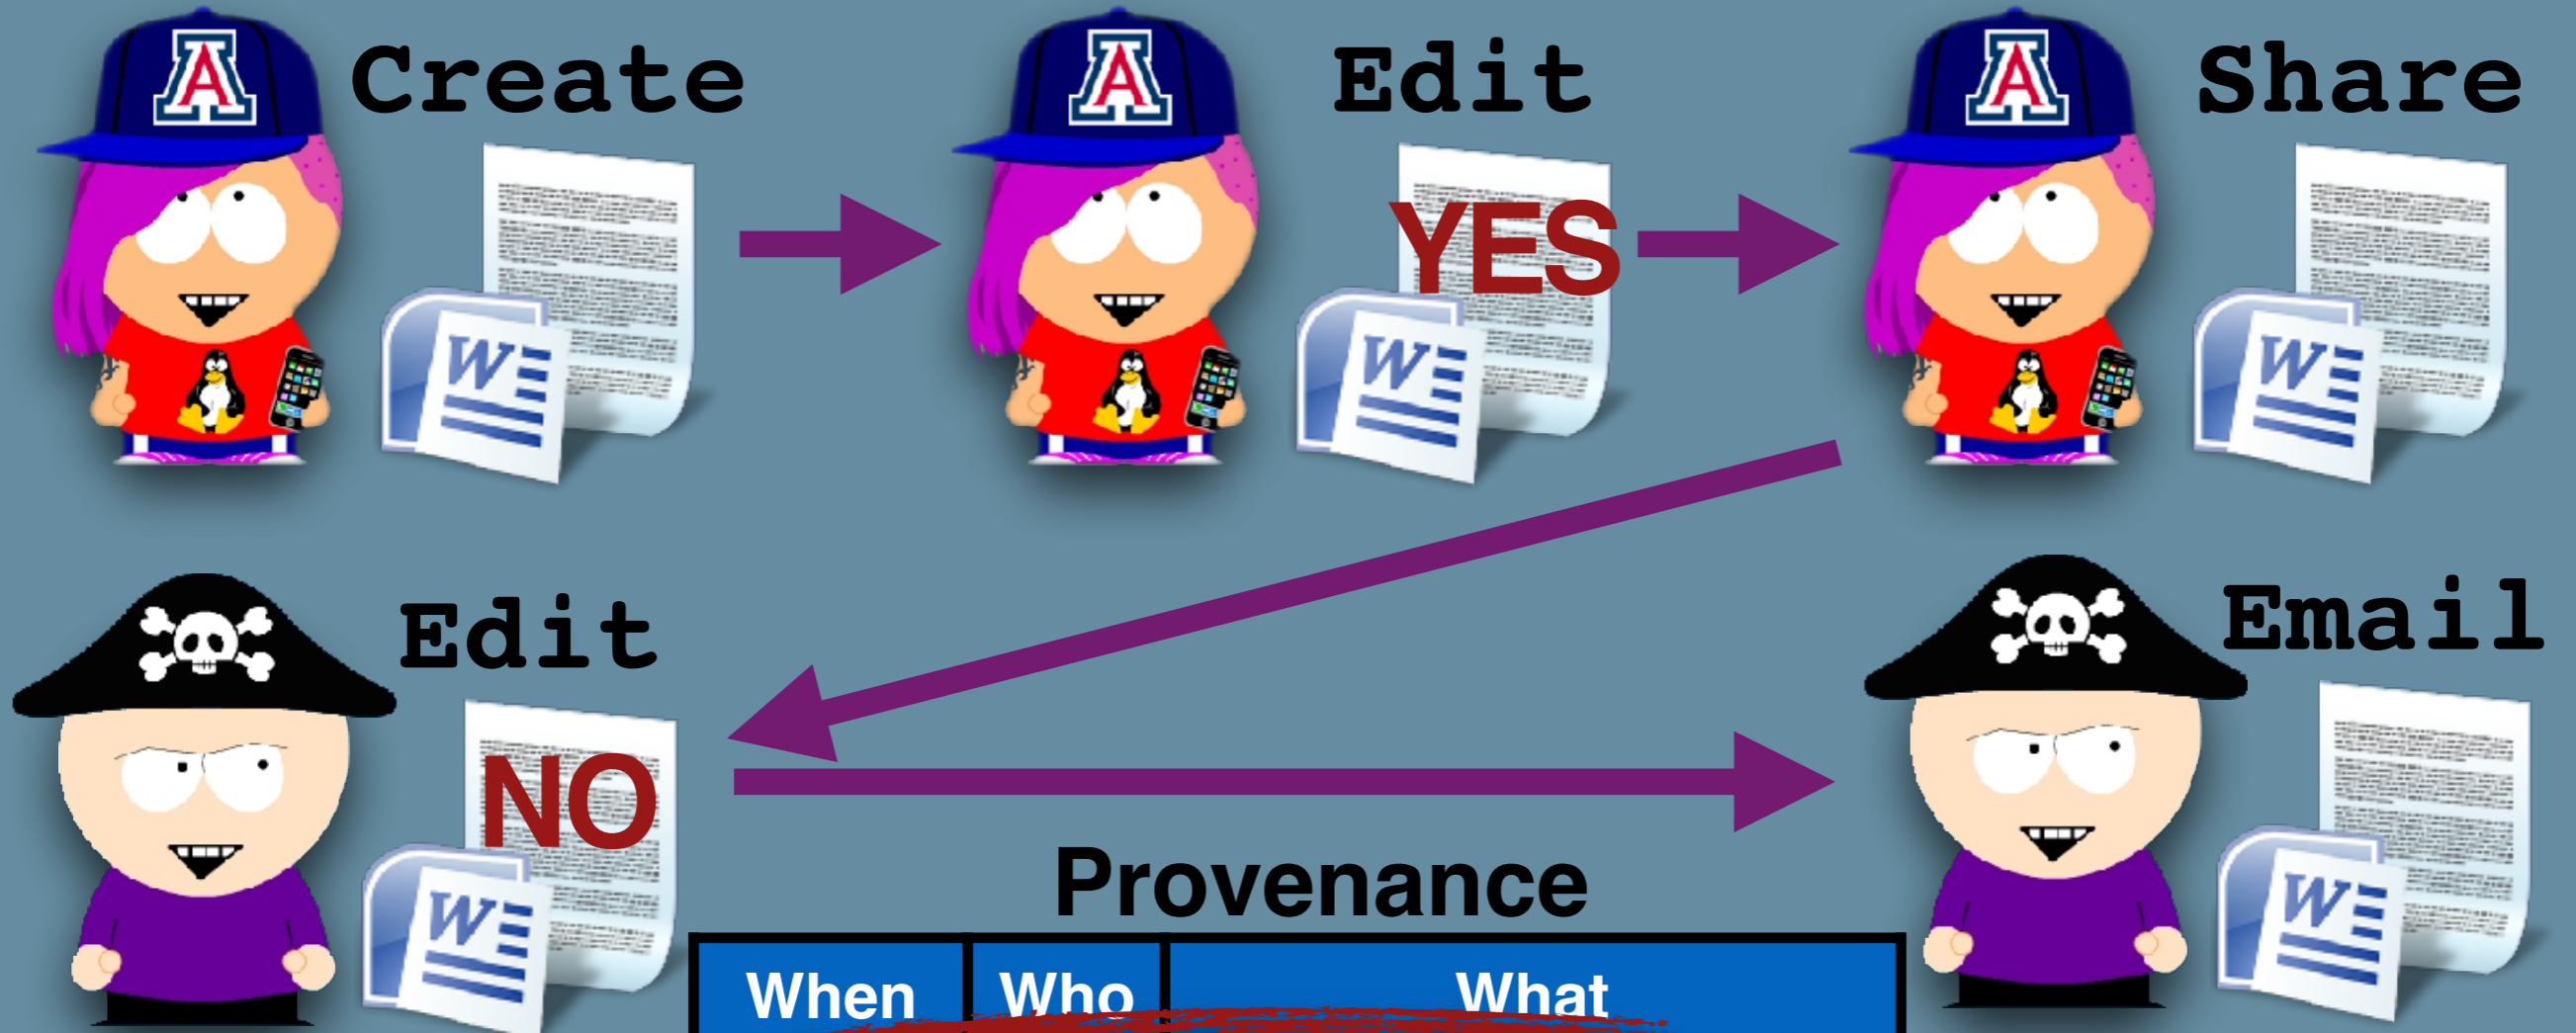 Create
Edit
Share
A
A
A
YES
W
W
W
Edit
Email
NO
W
W
Provenance
When Who What